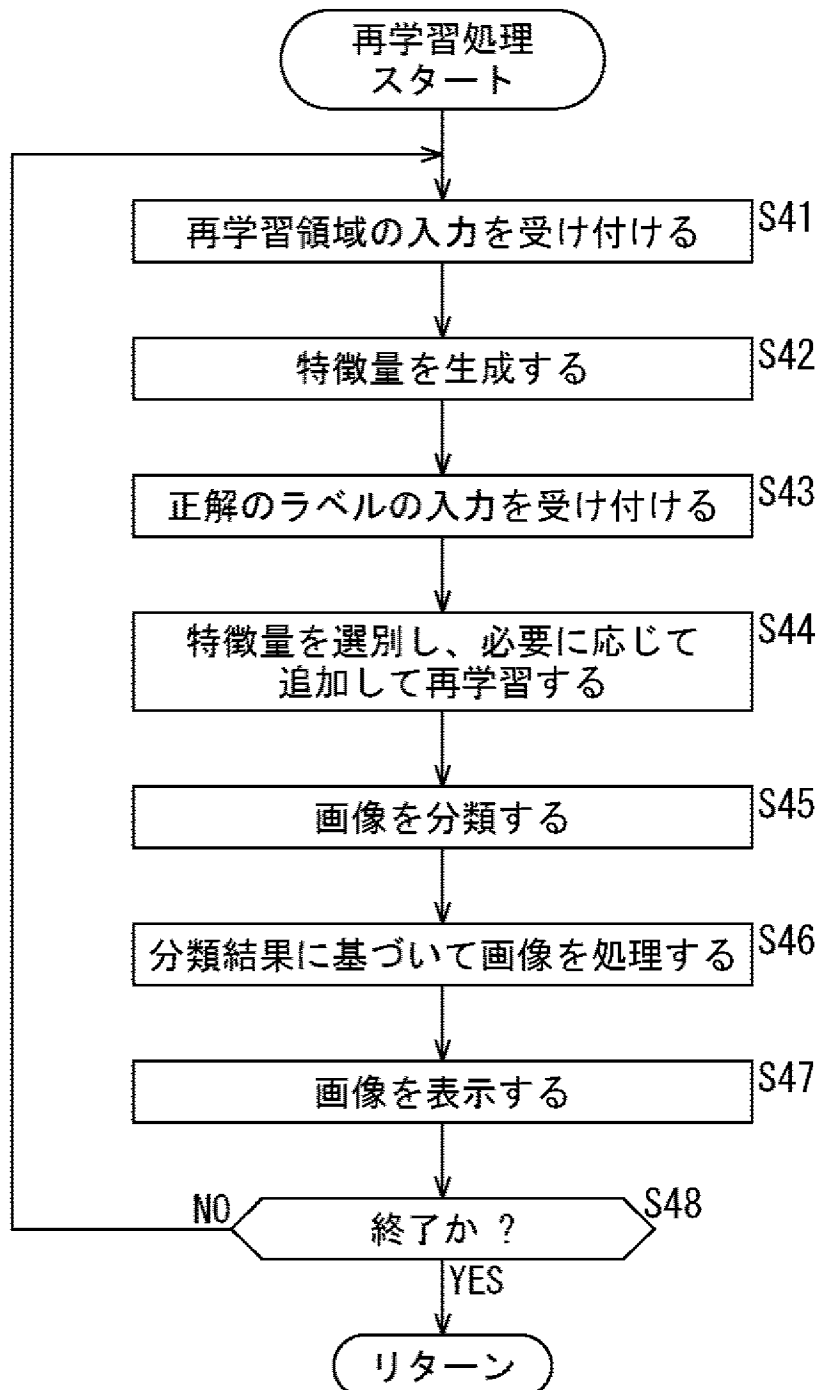 再学習処理
スタート
再学習領域の入力を受け付ける
S41
特徴量を生成する
S42
正解のラベルの入力を受け付ける
S43
特徴量を選別し、必要に応じて
追加して再学習する
S44
画像を分類する
S45
分類結果に基づいて画像を処理する
S46
画像を表示する
S47
NO
終了か ?
S48
YES
リターン